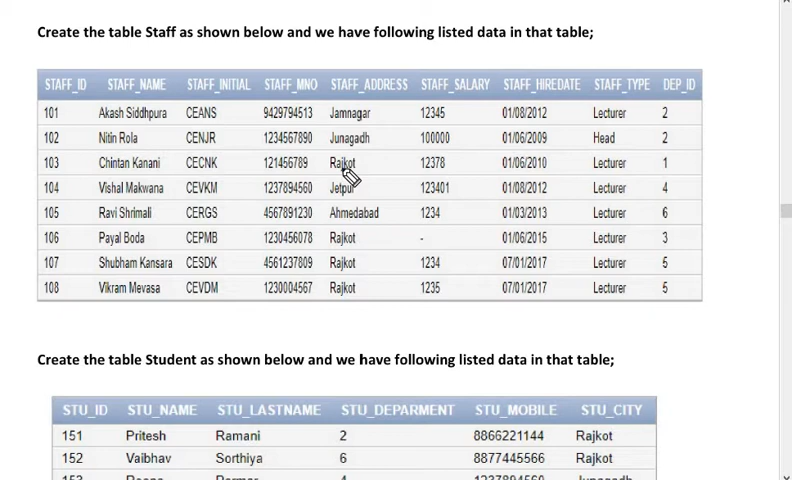 Create the table Staff as shown below and we have following listed data in that table;
STAFF_ID STAFF_NAME STAFF_INITIAL STAFF_MNO STAFF_ADDRESS STAFF_SALARY STAFF_HIREDATE STAFF_TYPE DEP_ID
101 Akash Siddhpura CEANS 9429794513 Jamnagar 12345 01/08/2012 Lecturer 2
102 Nitin Rola CENJR 1234567890 Junagadh 100000 01/06/2009 Head 2
103 Chintan Kanani CECNK 121456789 Rajkot 12378 01/06/2010 Lecturer 1
104 Vishal Makwana CEVKM 1237894560 Jetpur 123401 01/08/2012 Lecturer 4
105 Ravi Shrimali CERGS 4567891230 Ahmedabad 1234 01/03/2013 Lecturer 6
106 Payal Boda CEPMB 1230456078 Rajkot - 01/06/2015 Lecturer 3
107 Shubham Kansara CESDK 4561237809 Rajkot 1234 07/01/2017 Lecturer 5
108 Vikram Mevasa CEVDM 1230004567 Rajkot 1235 07/01/2017 Lecturer 5
Create the table Student as shown below and we have following listed data in that table;
STU_ID STU_NAME STU_LASTNAME STU_DEPARMENT STU_MOBILE STU_CITY
151 Pritesh Ramani 2 8866221144 Rajkot
152 Vaibhav Sorthiya 6 8877445566 Rajkot